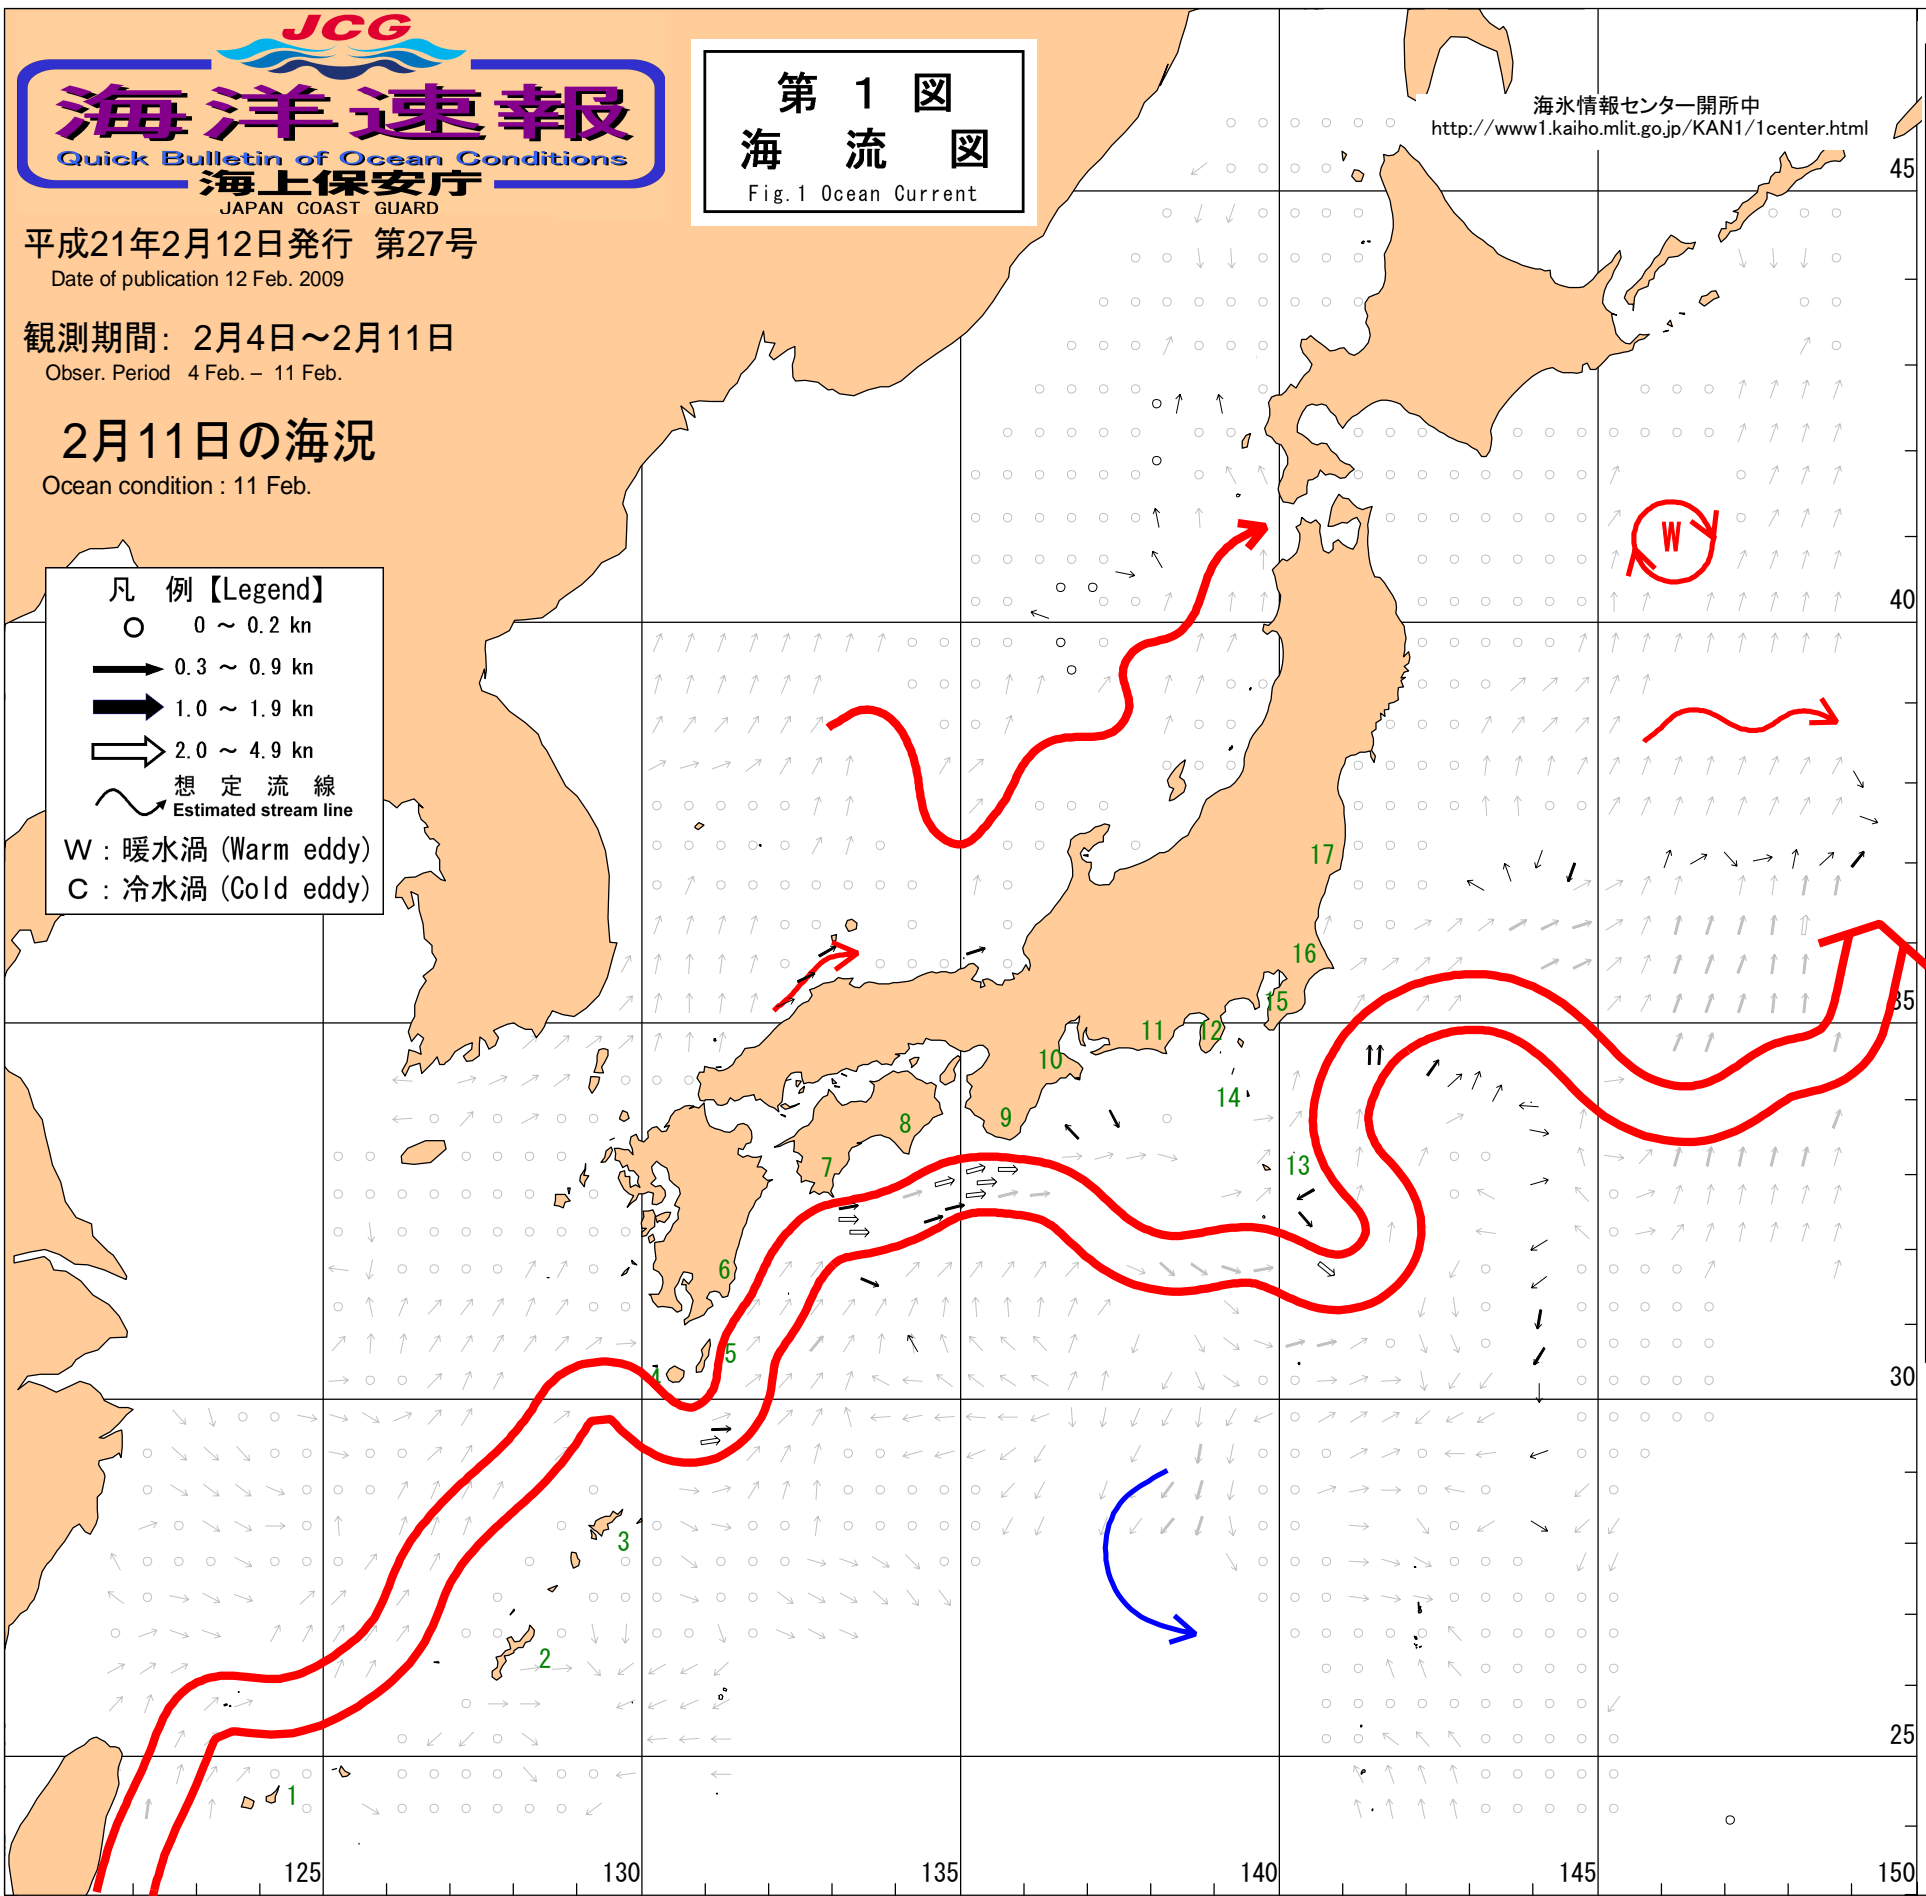 JCG
海洋速報
Quick Bulletin of Ocean Conditions
海上保安庁
JAPAN COAST GUARD
平成21年2月12日発行 第27号
Date of publication 12 Feb. 2009
観測期間: 2月4日～2月11日
Obser. Period 4 Feb. – 11 Feb.
2月11日の海況
Ocean condition : 11 Feb.
第 1 図
海 流 図
Fig.1 Ocean Current
海氷情報センター開所中
http://www1.kaiho.mlit.go.jp/KAN1/1center.html
凡 例【Legend】
0 ～ 0.2 kn
0.3 ～ 0.9 kn
1.0 ～ 1.9 kn
2.0 ～ 4.9 kn
想 定 流 線
Estimated stream line
W : 暖水渦 (Warm eddy)
C : 冷水渦 (Cold eddy)
45
W
40
17
16
35
15
12
11
10
14
9
8
7
13
6
5
4
30
3
2
25
1
125
130
135
140
145
150